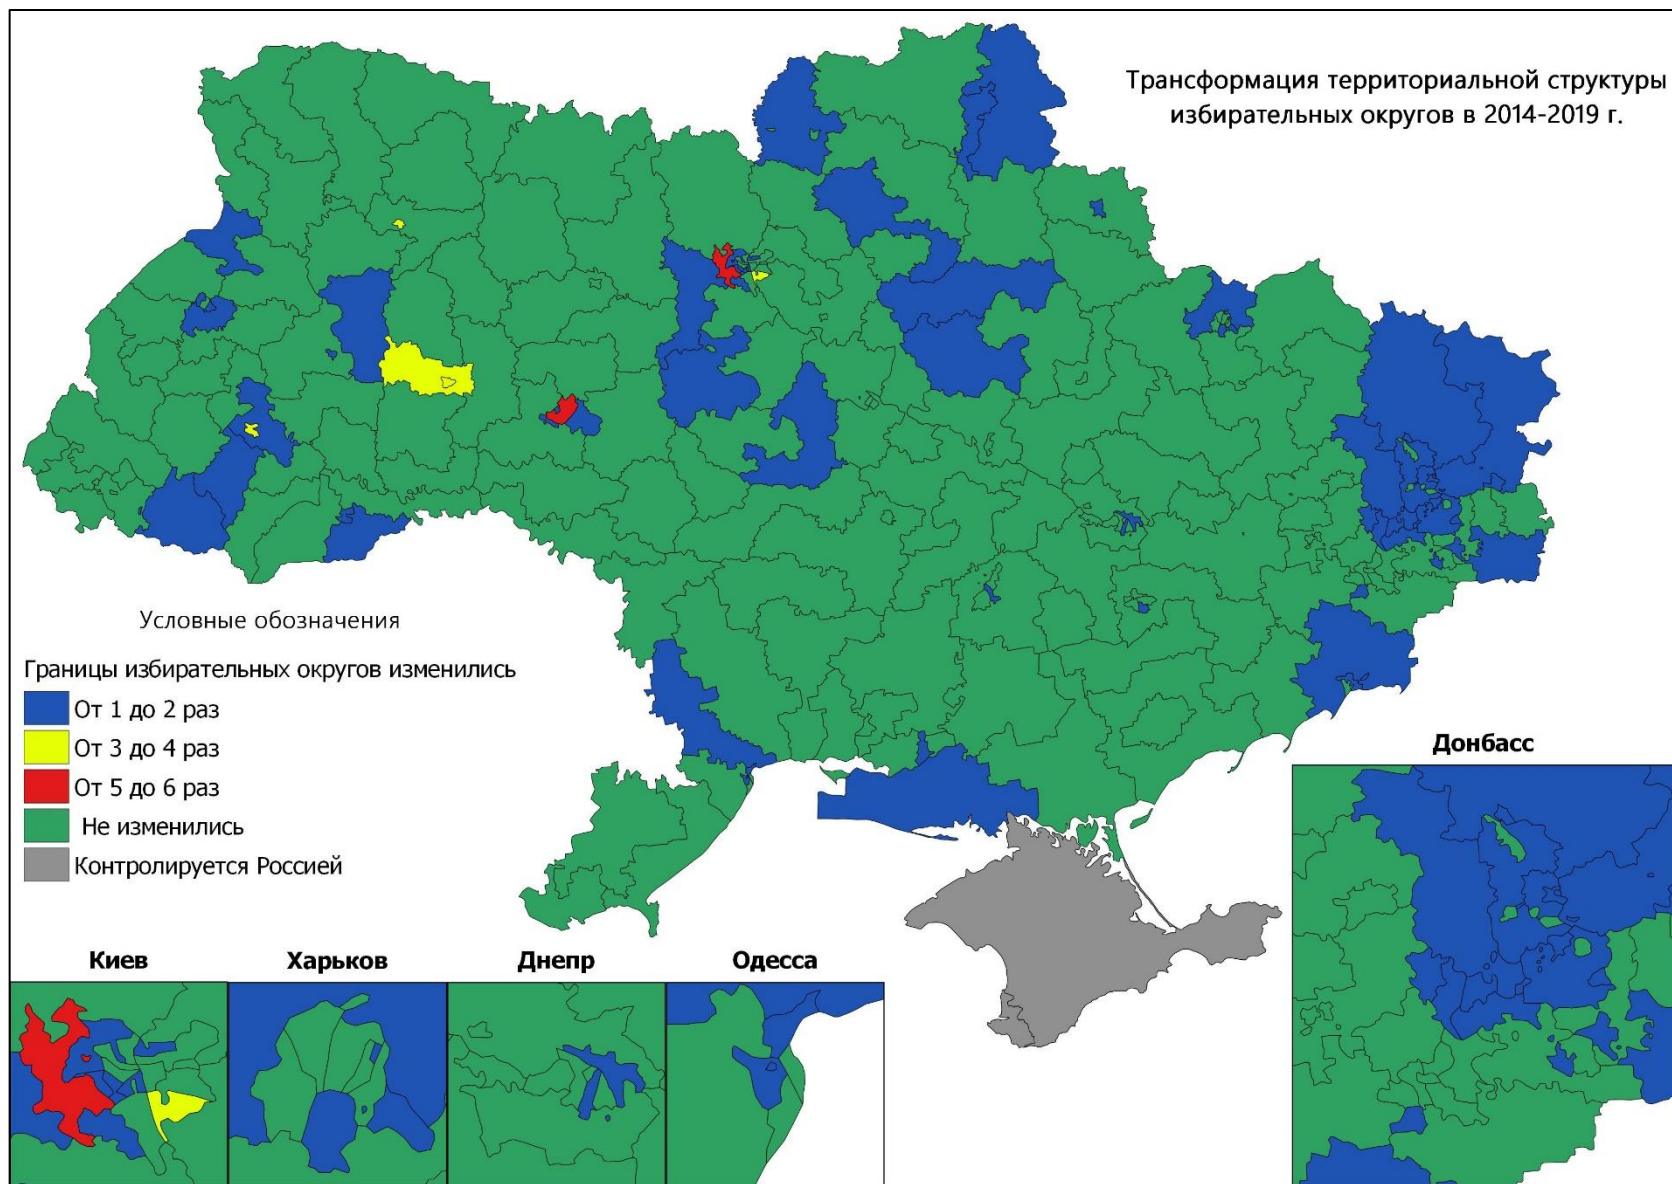 Трансформация территориальной структуры
избирательных округов в 2014-2019 г.
Условные обозначения
Границы избирательных округов изменились
От 1 до 2 раз
От 3 до 4 раз
От 5 до 6 раз
Не изменились
Контролируется Россией
Донбасс
Киев
Харьков
Днепр
Одесса